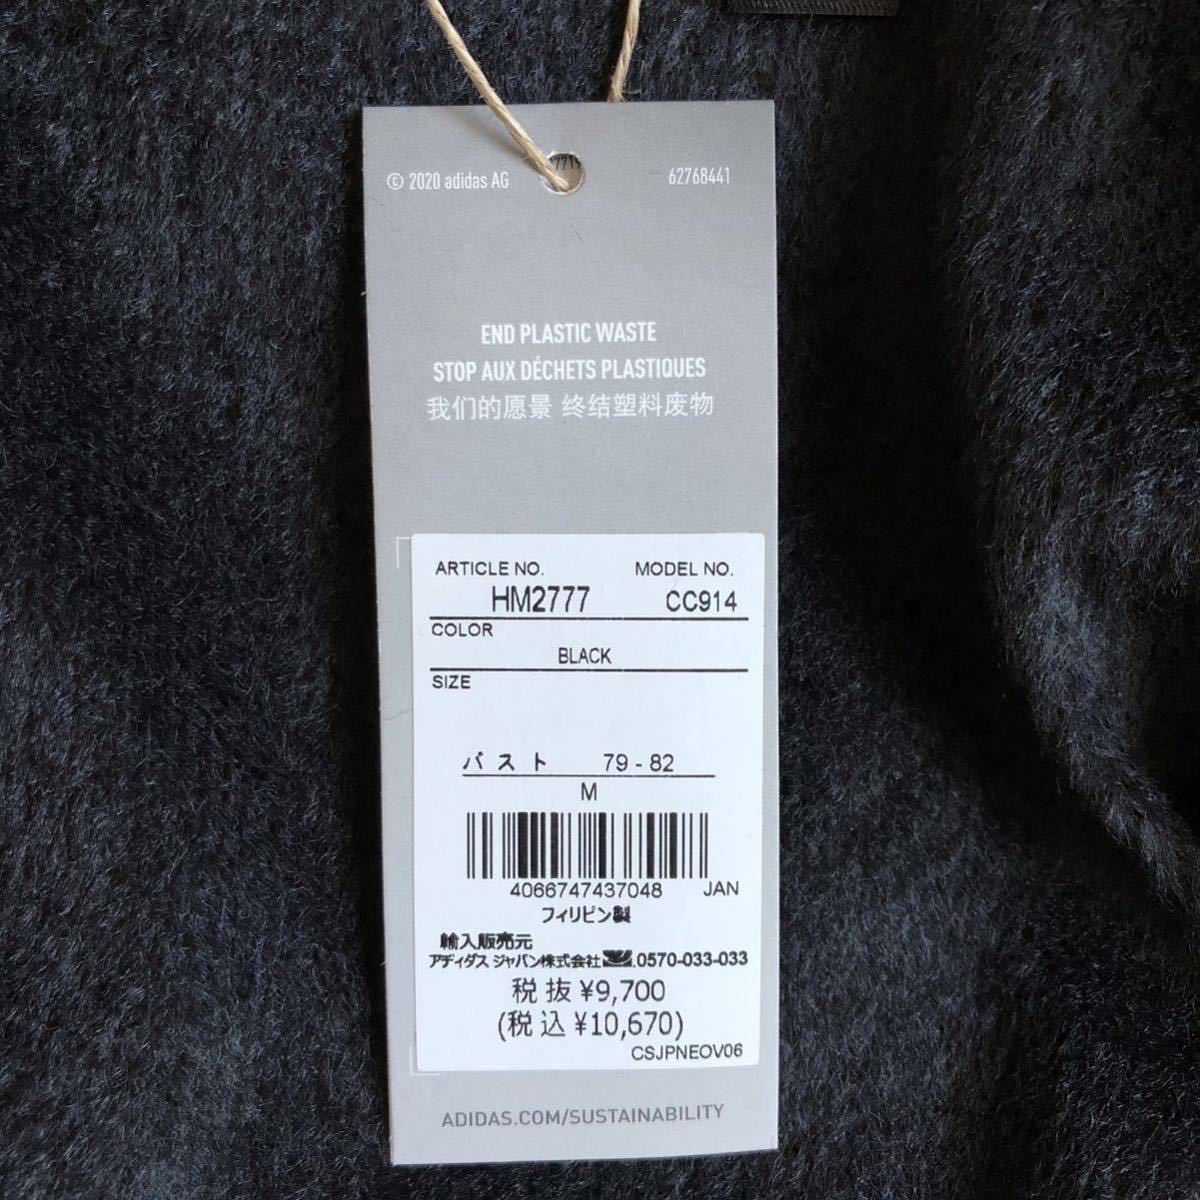 © 2020 adidas AG
62768441
END PLASTIC WASTE
STOP AUX DÉCHETS PLASTIQUES
我们的愿景 终结塑料废物
ARTICLE NO. MODEL NO.
HM2777 CC914
COLOR
BLACK
SIZE
バスト 79 - 82
M
4066747437048 JAN
フィリピン製
輸入販売元
アディダス ジャパン株式会社 0570-033-033
税抜 ¥9,700
(税込 ¥10,670)
CSJPNEOV06
ADIDAS.COM/SUSTAINABILITY